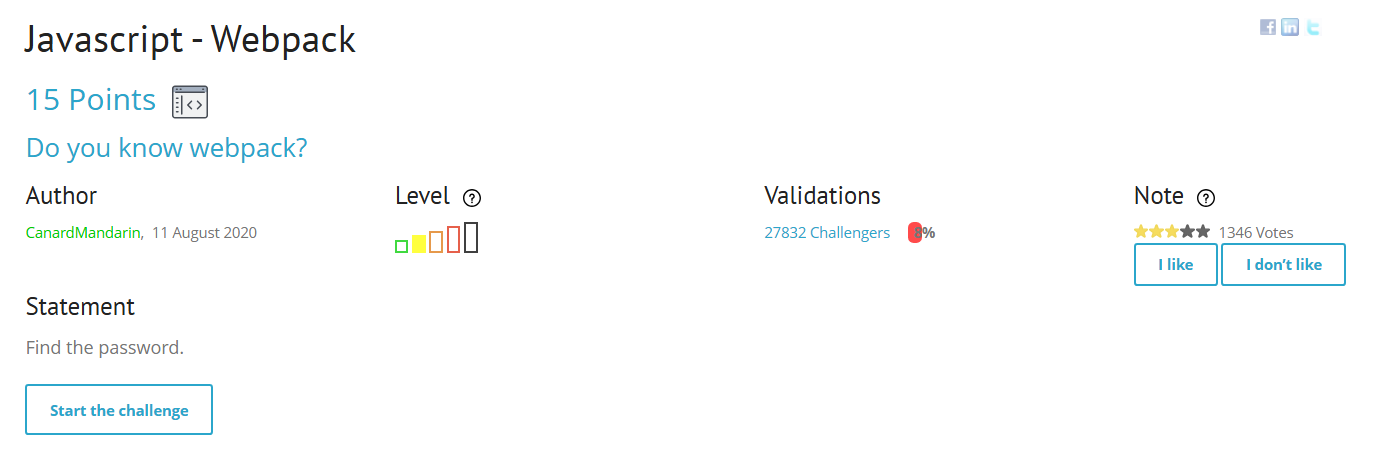 Javascript - Webpack
15 Points
Do you know webpack?
Author
CanardMandarin, 11 August 2020
Level ?
Validations
27832 Challengers 8%
Note ?
1346 Votes
I like I don't like
Statement
Find the password.
Start the challenge